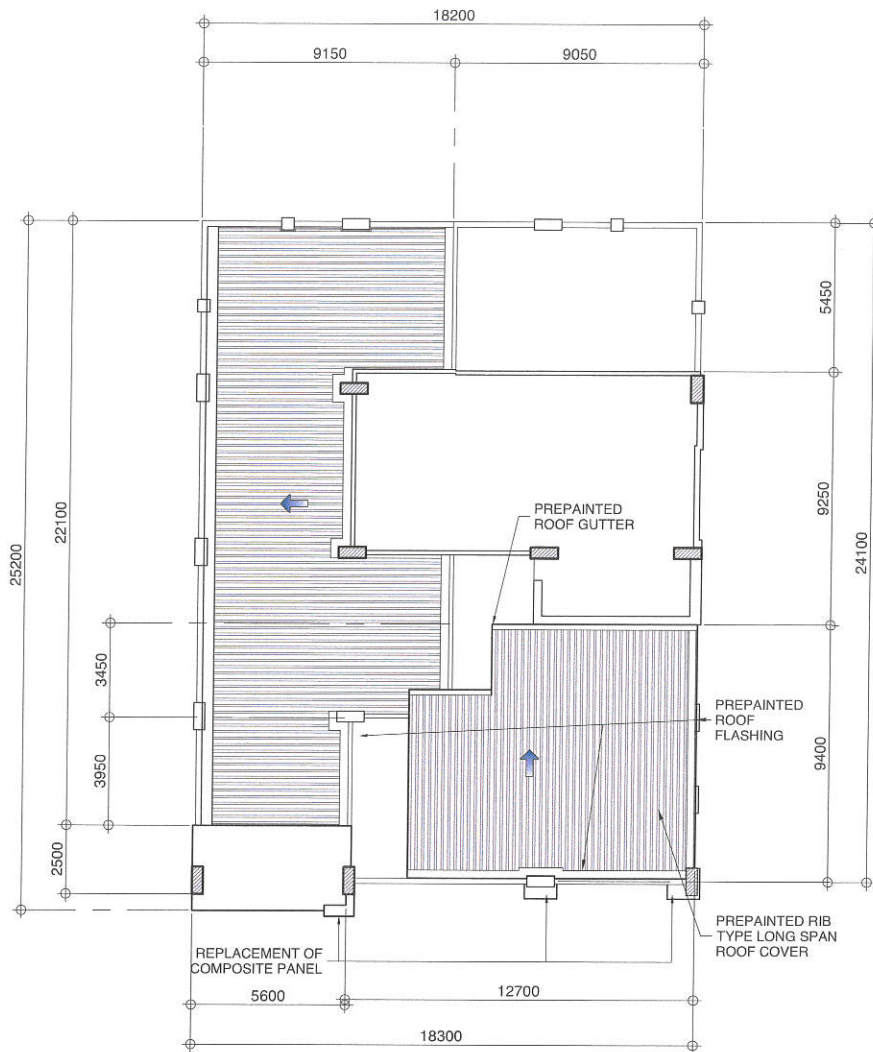 18200
9150
9050
5450
9250
24100
22100
25200
PREPAINTED
ROOF GUTTER
3450
PREPAINTED
ROOF
FLASHING
3950
9400
2500
PREPAINTED RIB
TYPE LONG SPAN
ROOF COVER
REPLACEMENT OF
COMPOSITE PANEL
5600
12700
18300